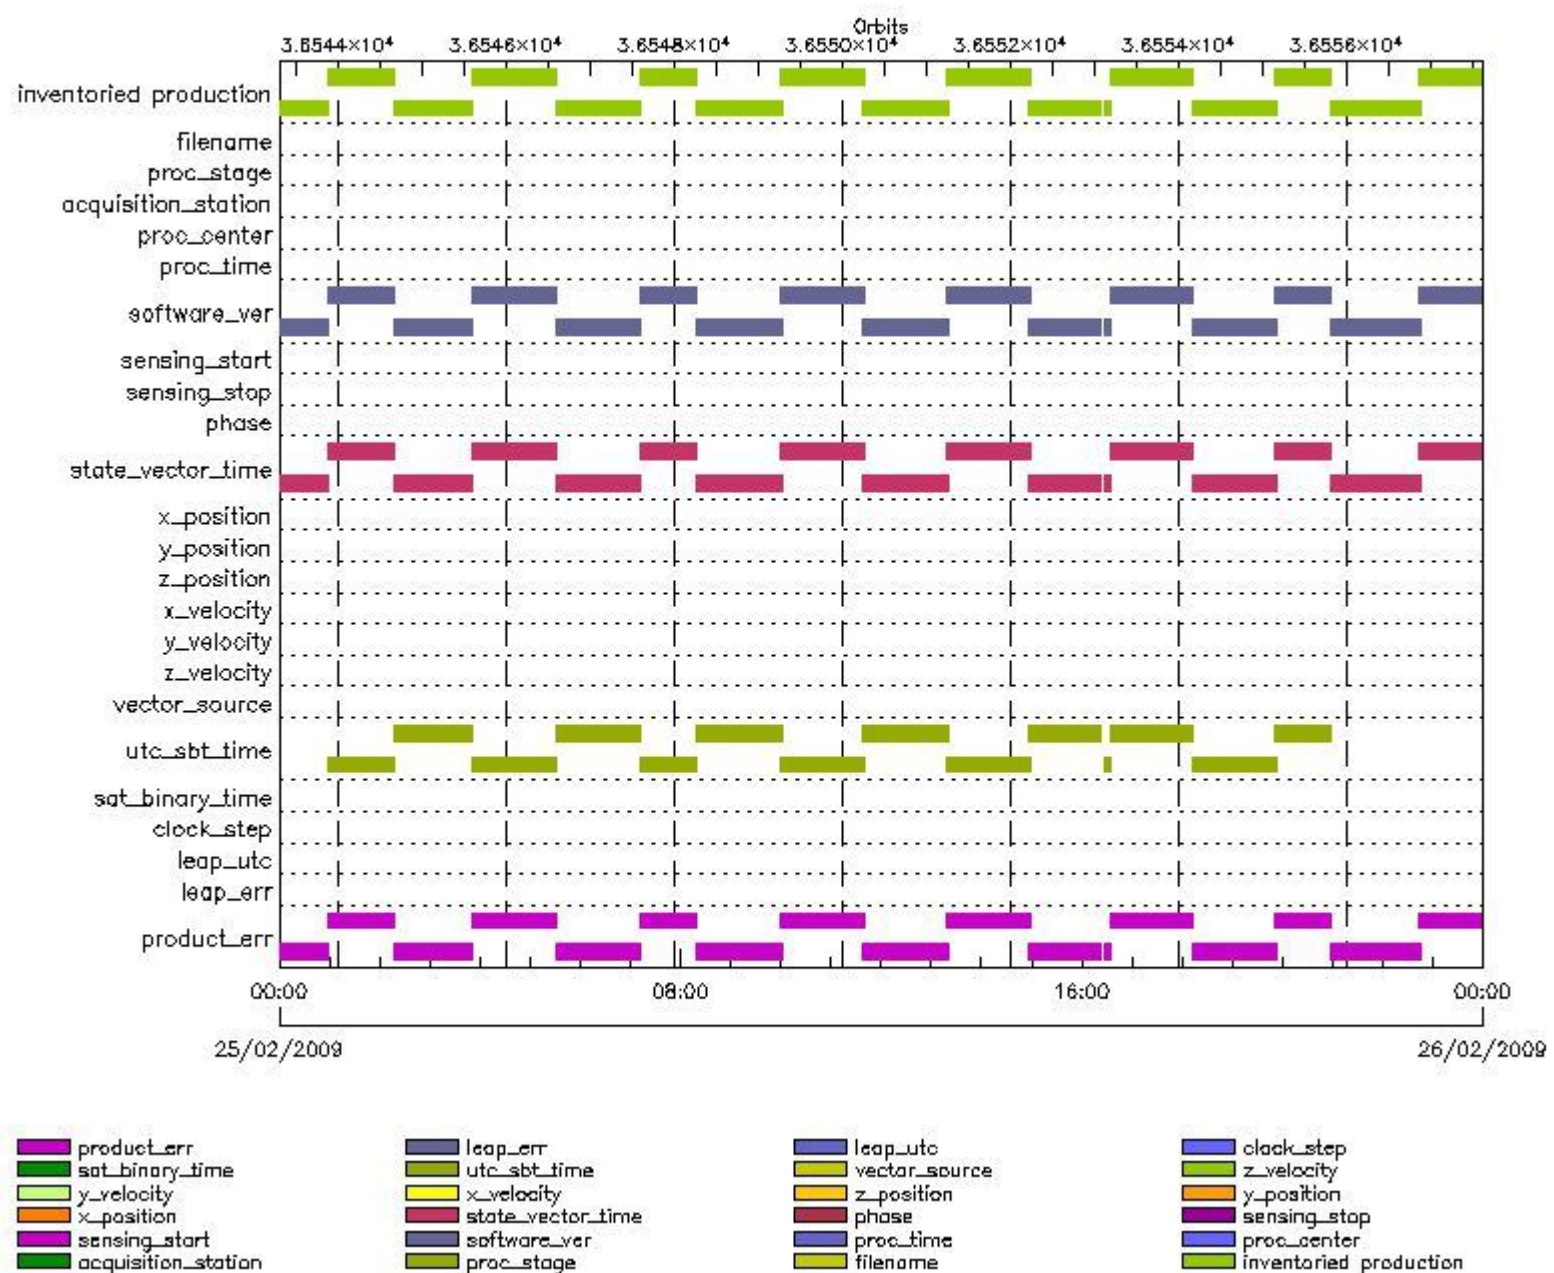 Orbits
3.6544×10⁴ 3.6546×10⁴ 3.6548×10⁴ 3.6550×10⁴ 3.6552×10⁴ 3.6554×10⁴ 3.6556×10⁴
inventoried production
filename
proc_stage
acquisition_station
proc_center
proc_time
software_ver
sensing_start
sensing_stop
phase
state_vector_time
x_position
y_position
z_position
x_velocity
y_velocity
z_velocity
vector_source
utc_sbt_time
sat_binary_time
clock_step
leap_utc
leap_err
product_err
00:00 08:00 16:00 00:00
25/02/2009 26/02/2009
product_err leap_err leap_utc clock_step
sat_binary_time utc_sbt_time vector_source z_velocity
y_velocity x_velocity z_position y_position
x_position state_vector_time phase sensing_stop
sensing_start software_ver proc_time proc_center
acquisition_station proc_stage filename inventoried production